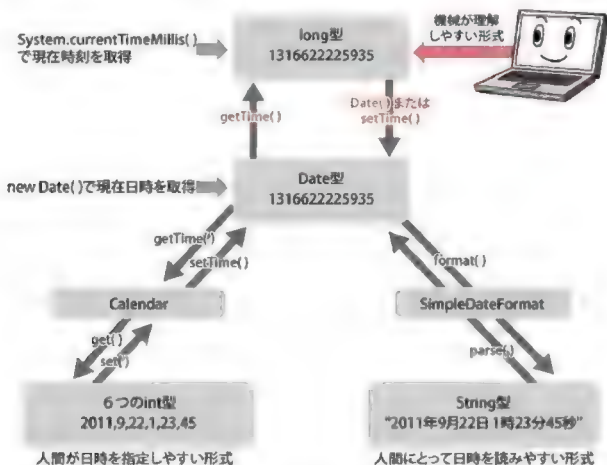 System.currentTimeMillis()
で現在時刻を取得
long型
1316622225935
機械が理解
しやすい形式
getTime()
Date()または
setTime()
new Date()で現在日時を取得
Date型
1316622225935
getTime()
setTime()
format()
Calendar
SimpleDateFormat
get()
set()
parse()
6つのint型
2011,9,22,1,23,45
String型
"2011年9月22日 1時23分45秒"
人間が日時を指定しやすい形式
人間にとって日時を読みやすい形式